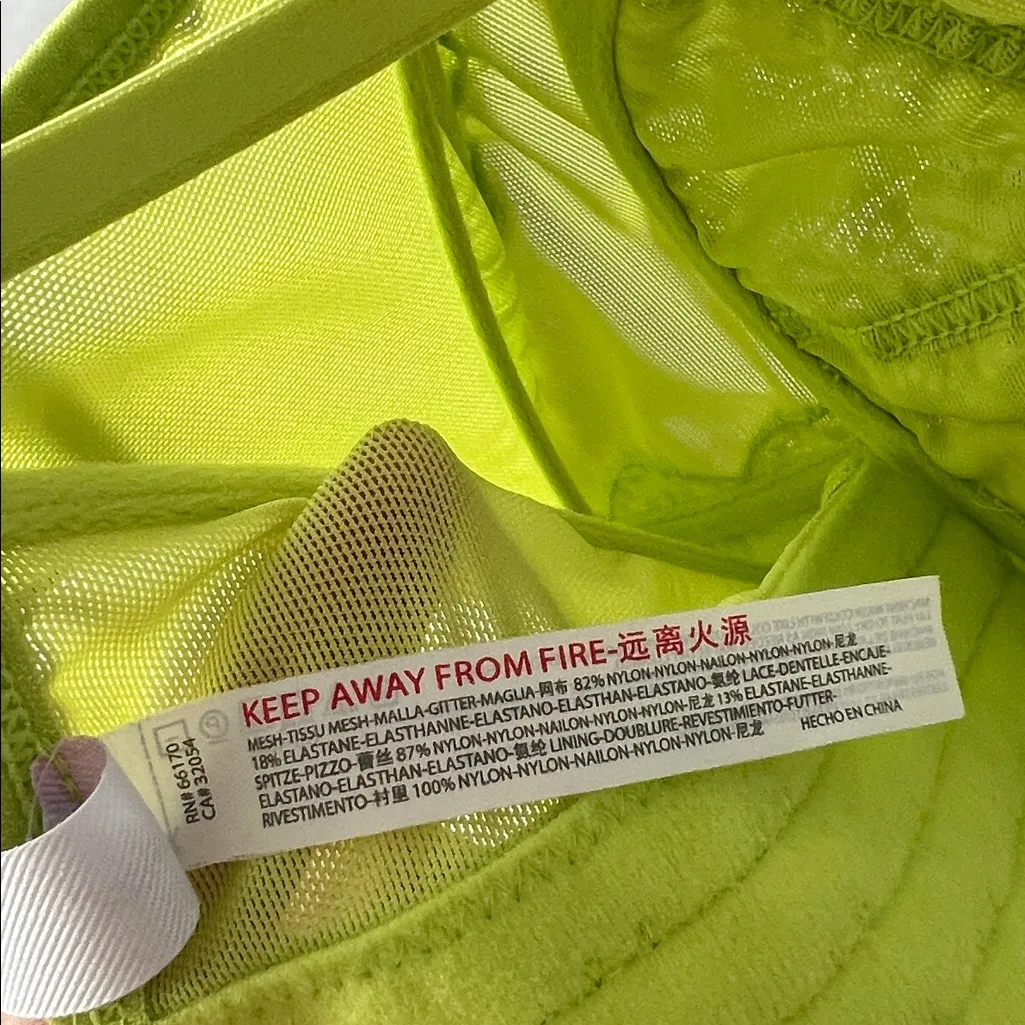 KEEP AWAY FROM FIRE-远离火源
MESH-TISSU MESH-MALLA-GITTER-MAGLIA-网布 82% NYLON-NYLON-NAILON-NYLON-NYLON-尼龙
18% ELASTANE-ELASTHANNE-ELASTANO-ELASTHAN-ELASTANO-氨纶 LACE-DENTELLE-ENCAJE-
SPITZE-PIZZO-蕾丝 87% NYLON-NYLON-NAILON-NYLON-NYLON-尼龙 13% ELASTANE-ELASTHANNE-
ELASTANO-ELASTHAN-ELASTANO-氨纶 LINING-DOUBLURE-REVESTIMIENTO-FUTTER-
RIVESTIMENTO-衬里 100% NYLON-NYLON-NAILON-NYLON-NYLON-尼龙 HECHO EN CHINA
RN# 66170
CA# 32054